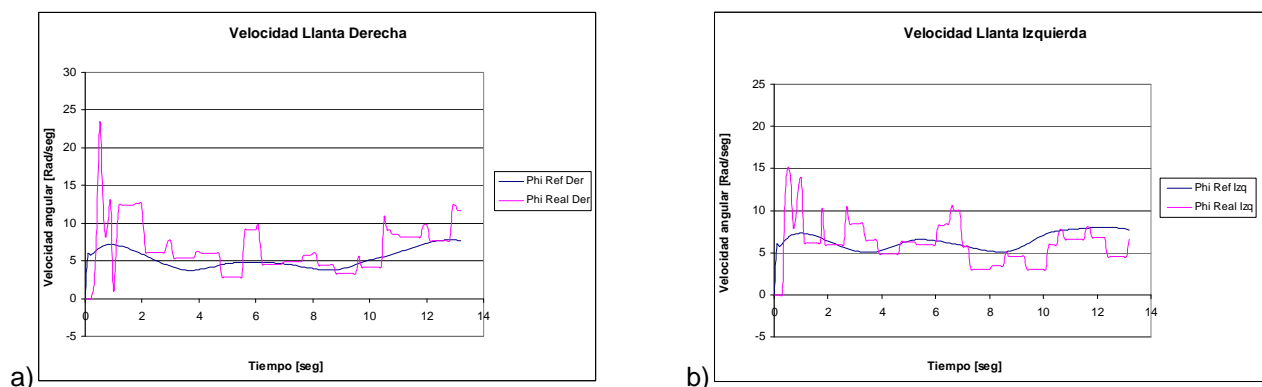 Velocidad Llanta Derecha
30
25
20
15
10
5
0
-5
0 2 4 6 8 10 12 14
Velocidad angular [Rad/seg]
Tiempo [seg]
Phi Ref Der
Phi Real Der
a)
Velocidad Llanta Izquierda
25
20
15
10
5
0
-5
0 2 4 6 8 10 12 14
Velocidad angular [Rad/seg]
Tiempo [seg]
Phi Ref Izq
Phi Real Izq
b)